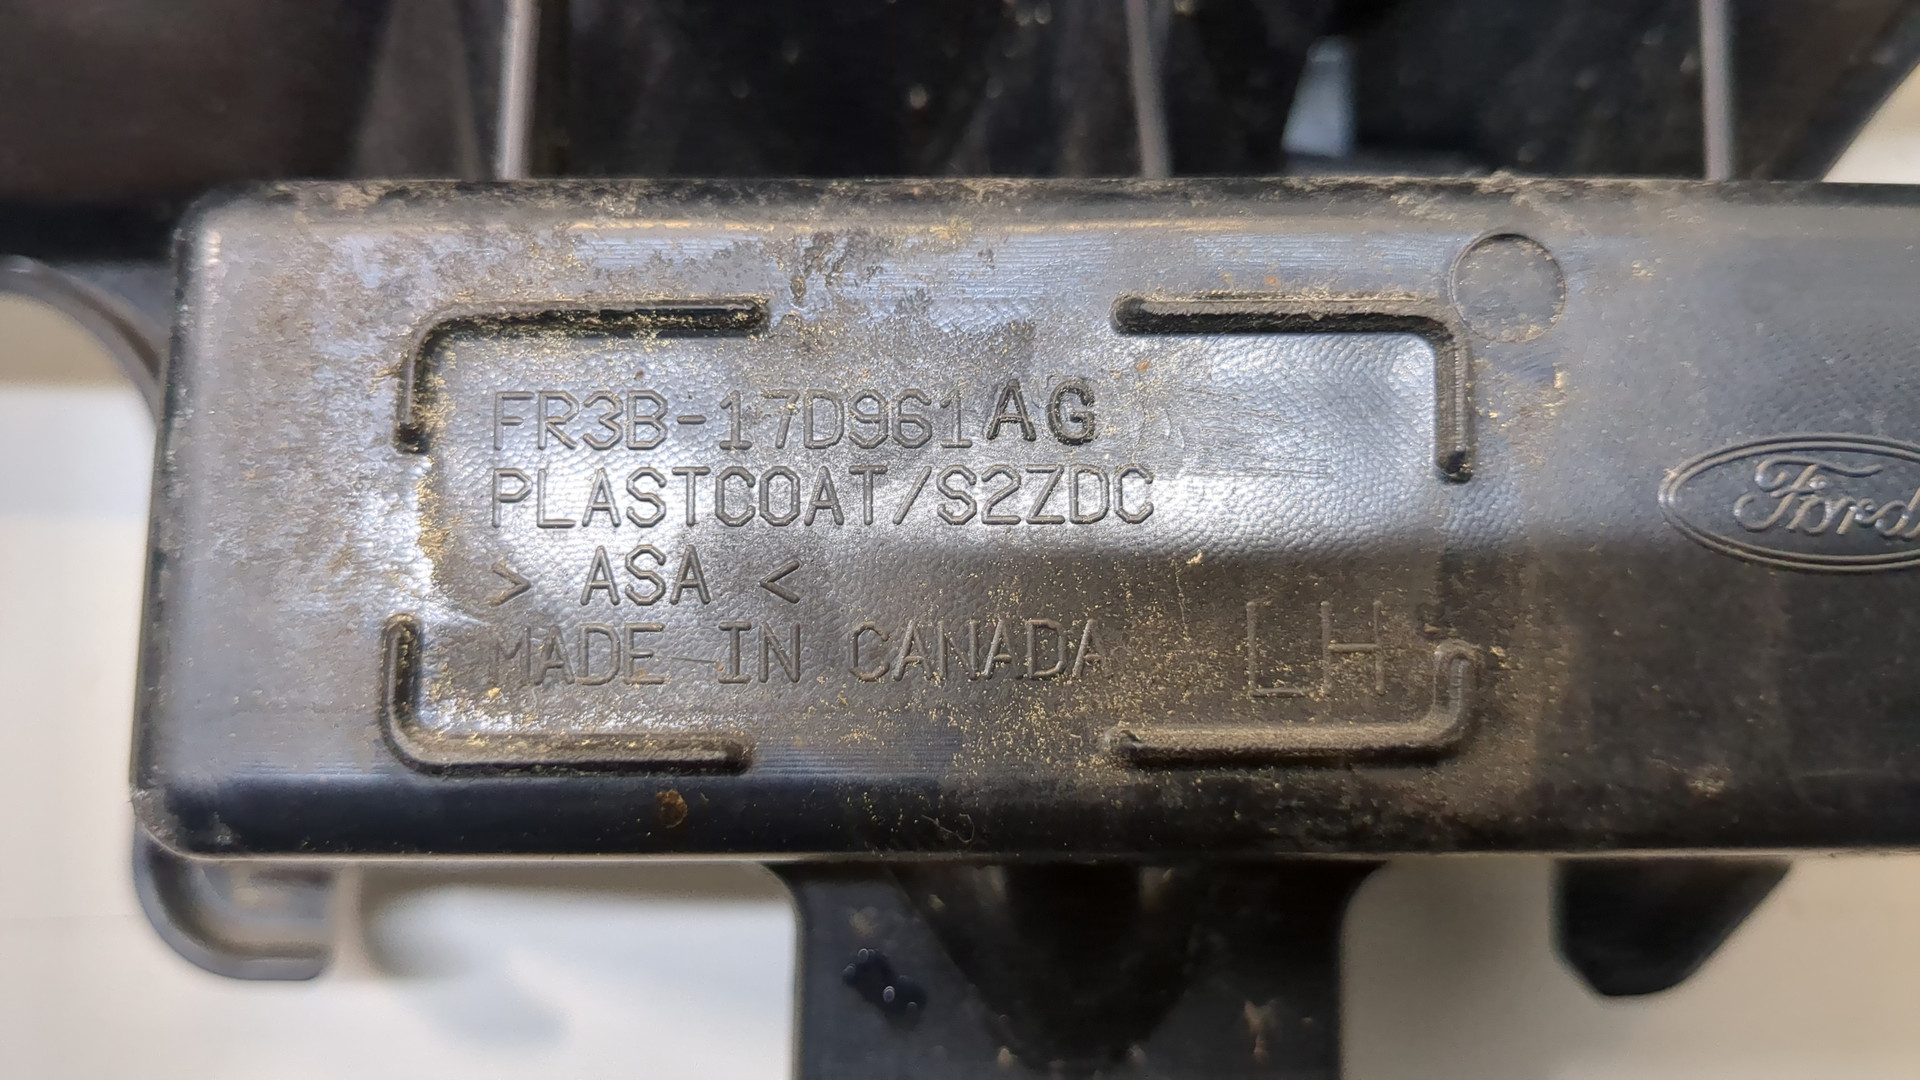 FR3B-17D961AG
PLASTCOAT/S2ZDC
> ASA <
MADE IN CANADA
LH
Ford